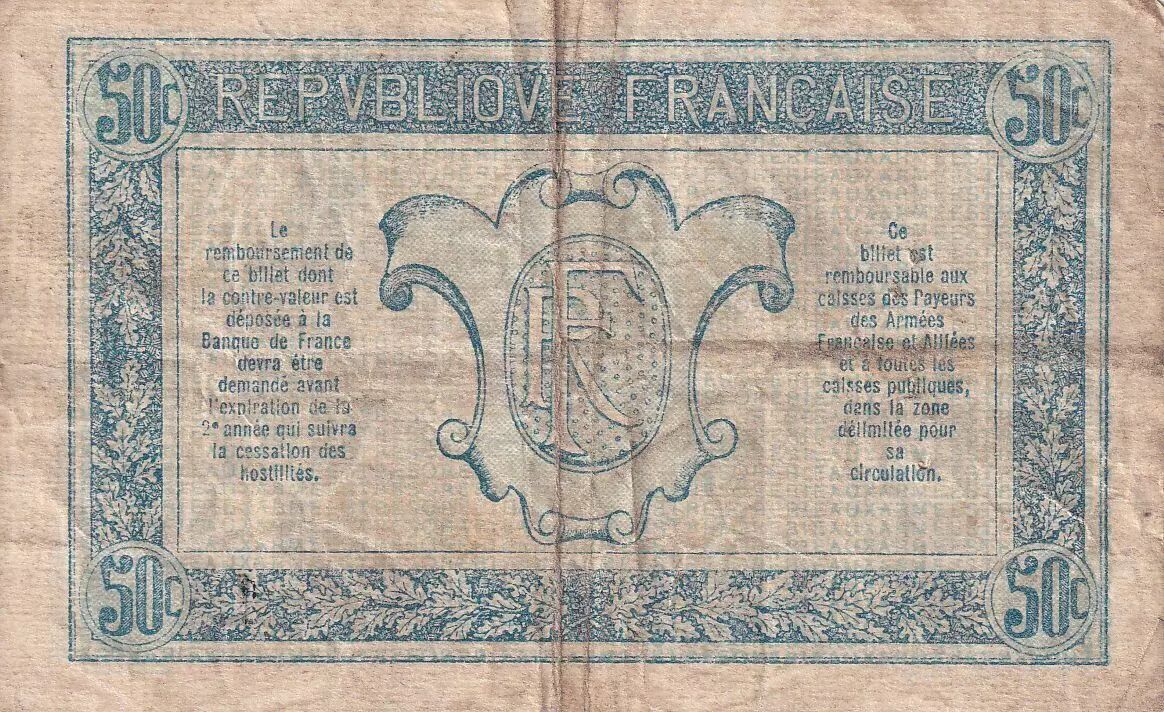 50c REPVBLIQVE FRANÇAISE 50c
Le
remboursement de
ce billet dont
la contre-valeur est
déposée à la
Banque de France
devra être
demandé avant
l'expiration de la
2e année qui suivra
la cessation des
hostilités.
RF
Ce
billet est
remboursable aux
caisses des Payeurs
des Armées
Française et Alliées
et à toutes les
caisses publiques,
dans la zone
délimitée pour
sa
circulation.
50c 50c